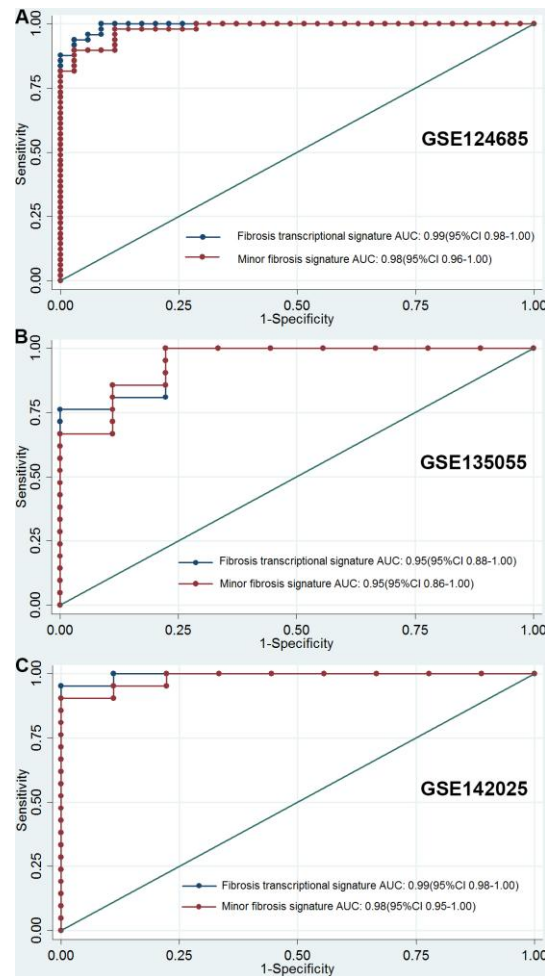 A
Sensitivity
1.00
0.75
0.50
0.25
0.00
GSE124685
Fibrosis transcriptional signature AUC: 0.99(95%CI 0.98-1.00)
Minor fibrosis signature AUC: 0.98(95%CI 0.96-1.00)
0.00 0.25 0.50 0.75 1.00
1-Specificity
B
Sensitivity
1.00
0.75
0.50
0.25
0.00
GSE135055
Fibrosis transcriptional signature AUC: 0.95(95%CI 0.88-1.00)
Minor fibrosis signature AUC: 0.95(95%CI 0.86-1.00)
0.00 0.25 0.50 0.75 1.00
1-Specificity
C
Sensitivity
1.00
0.75
0.50
0.25
0.00
GSE142025
Fibrosis transcriptional signature AUC: 0.99(95%CI 0.98-1.00)
Minor fibrosis signature AUC: 0.98(95%CI 0.95-1.00)
0.00 0.25 0.50 0.75 1.00
1-Specificity